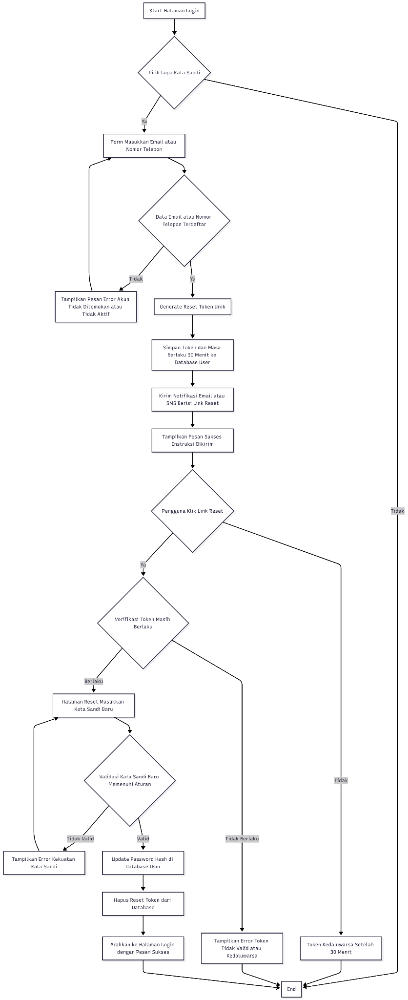 Start Halaman Login
Pilih Lupa Kata Sandi
Ya
Form Masukkan Email atau
Nomor Telepon
Data Email atau Nomor
Telepon Terdaftar
Tidak
Ya
Tampilkan Pesan Error Akun
Tidak Ditemukan atau
Tidak Aktif
Generate Reset Token Unik
Simpan Token dan Masa
Berlaku 30 Menit ke
Database User
Kirim Notifikasi Email atau
SMS Berisi Link Reset
Tampilkan Pesan Sukses
Instruksi Dikirim
Pengguna Klik Link Reset
Tidak
Ya
Verifikasi Token Masih
Berlaku
Berlaku
Halaman Reset Masukkan
Kata Sandi Baru
Validasi Kata Sandi Baru
Memenuhi Aturan
Tidak
Tidak Valid
Valid
Tidak Berlaku
Tampilkan Error Kekuatan
Kata Sandi
Update Password Hash di
Database User
Hapus Reset Token dari
Database
Arahkan ke Halaman Login
dengan Pesan Sukses
Tampilkan Error Token
Tidak Valid atau
Kedaluwarsa
Token Kedaluwarsa Setelah
30 Menit
End